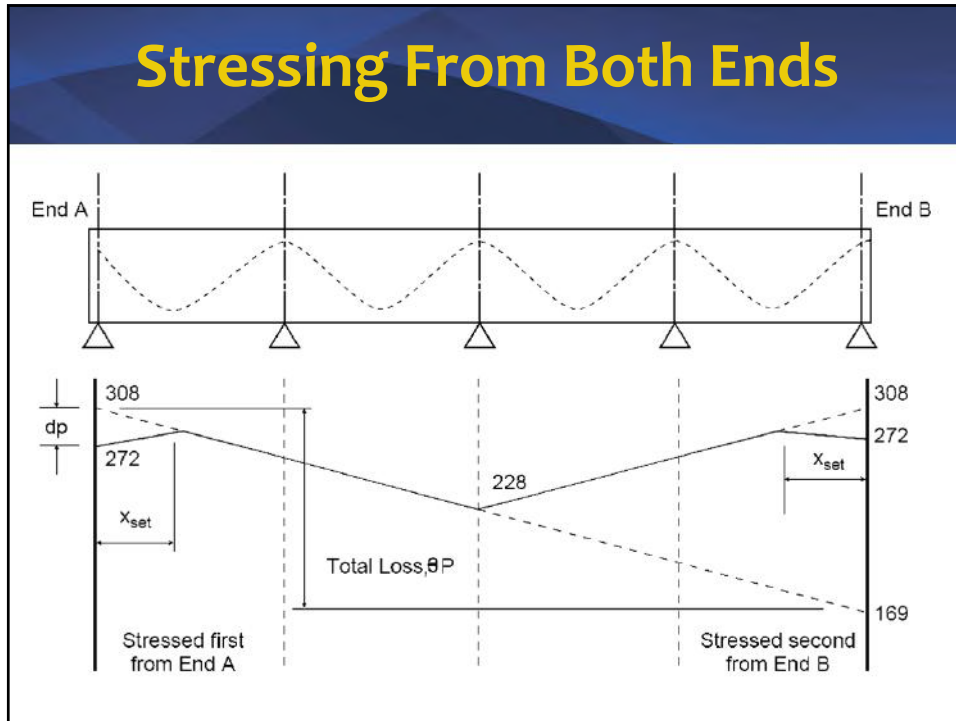 Stressing From Both Ends
End A
End B
308
308
dp
272
272
228
xset
xset
Total Loss,θP
169
Stressed first
from End A
Stressed second
from End B